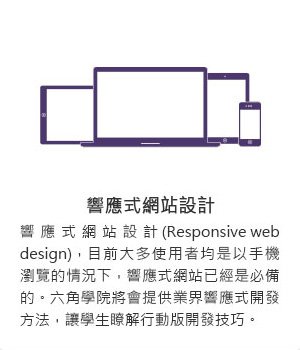 響應式網站設計
響應式網站設計(Responsive web
design)，目前大多使用者均是以手機
瀏覽的情況下，響應式網站已經是必備
的。六角學院將會提供業界響應式開發
方法，讓學生瞭解行動版開發技巧。